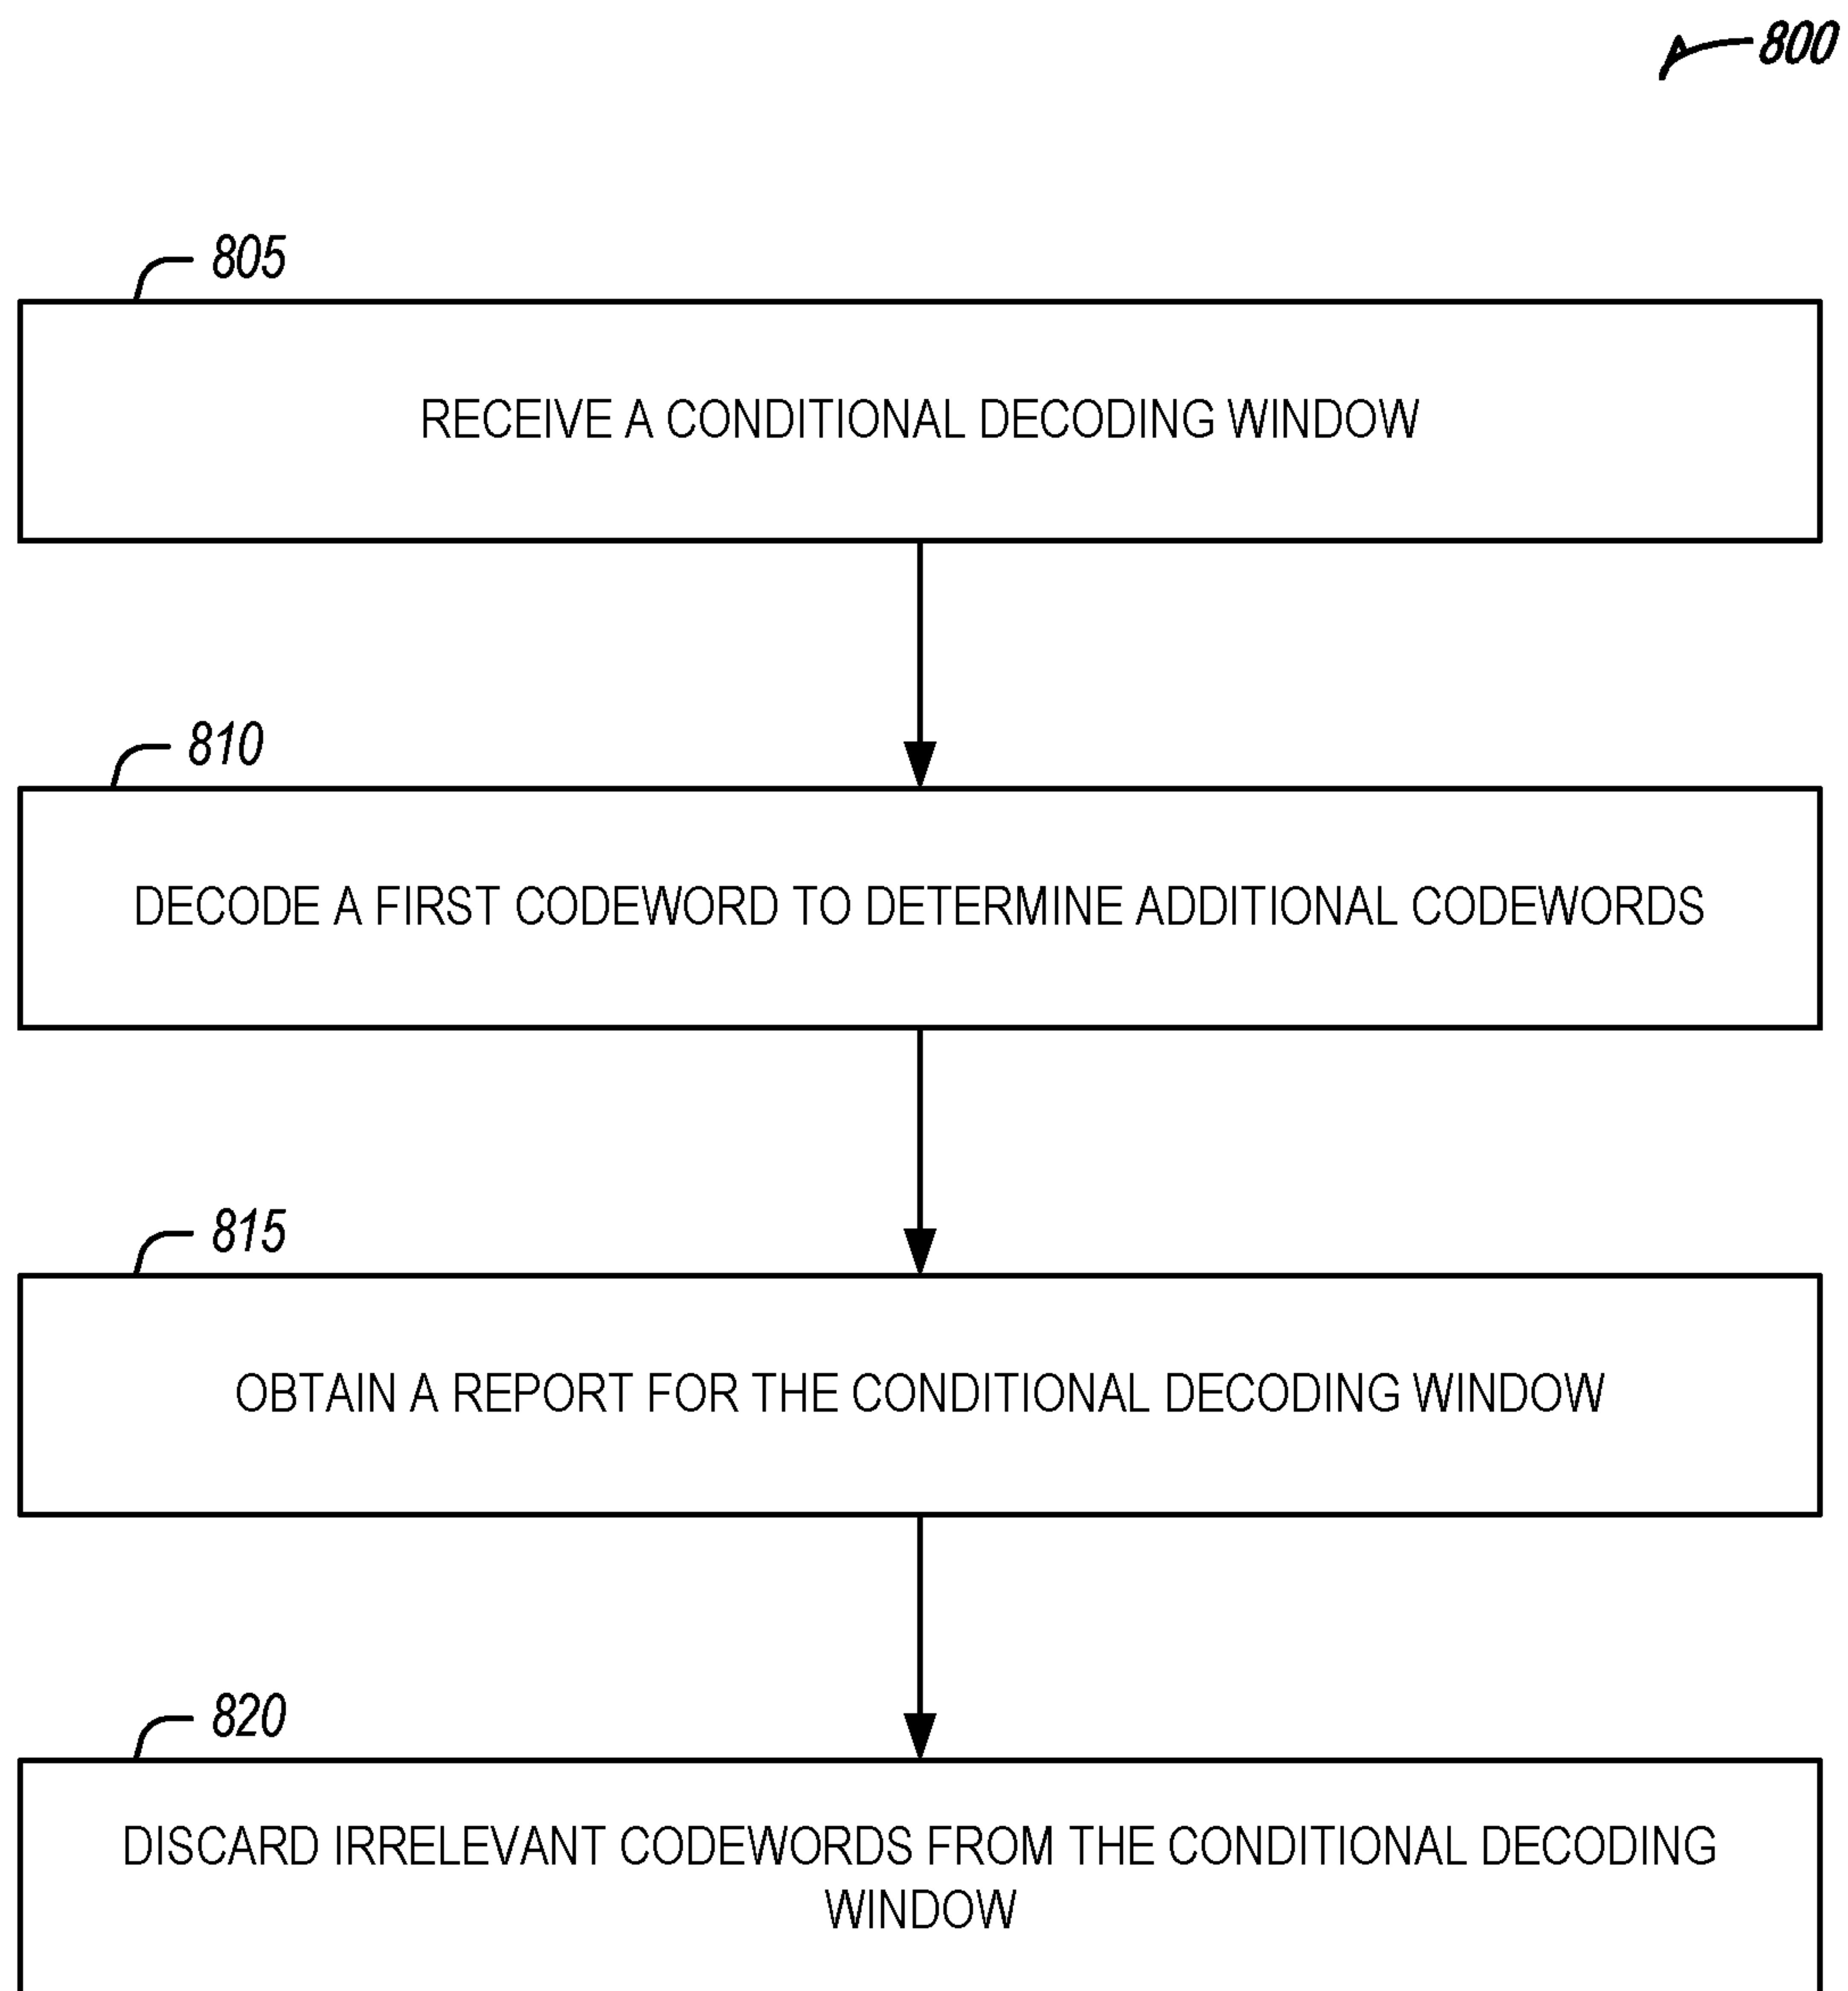 800
805
RECEIVE A CONDITIONAL DECODING WINDOW
810
DECODE A FIRST CODEWORD TO DETERMINE ADDITIONAL CODEWORDS
815
OBTAIN A REPORT FOR THE CONDITIONAL DECODING WINDOW
820
DISCARD IRRELEVANT CODEWORDS FROM THE CONDITIONAL DECODING
WINDOW